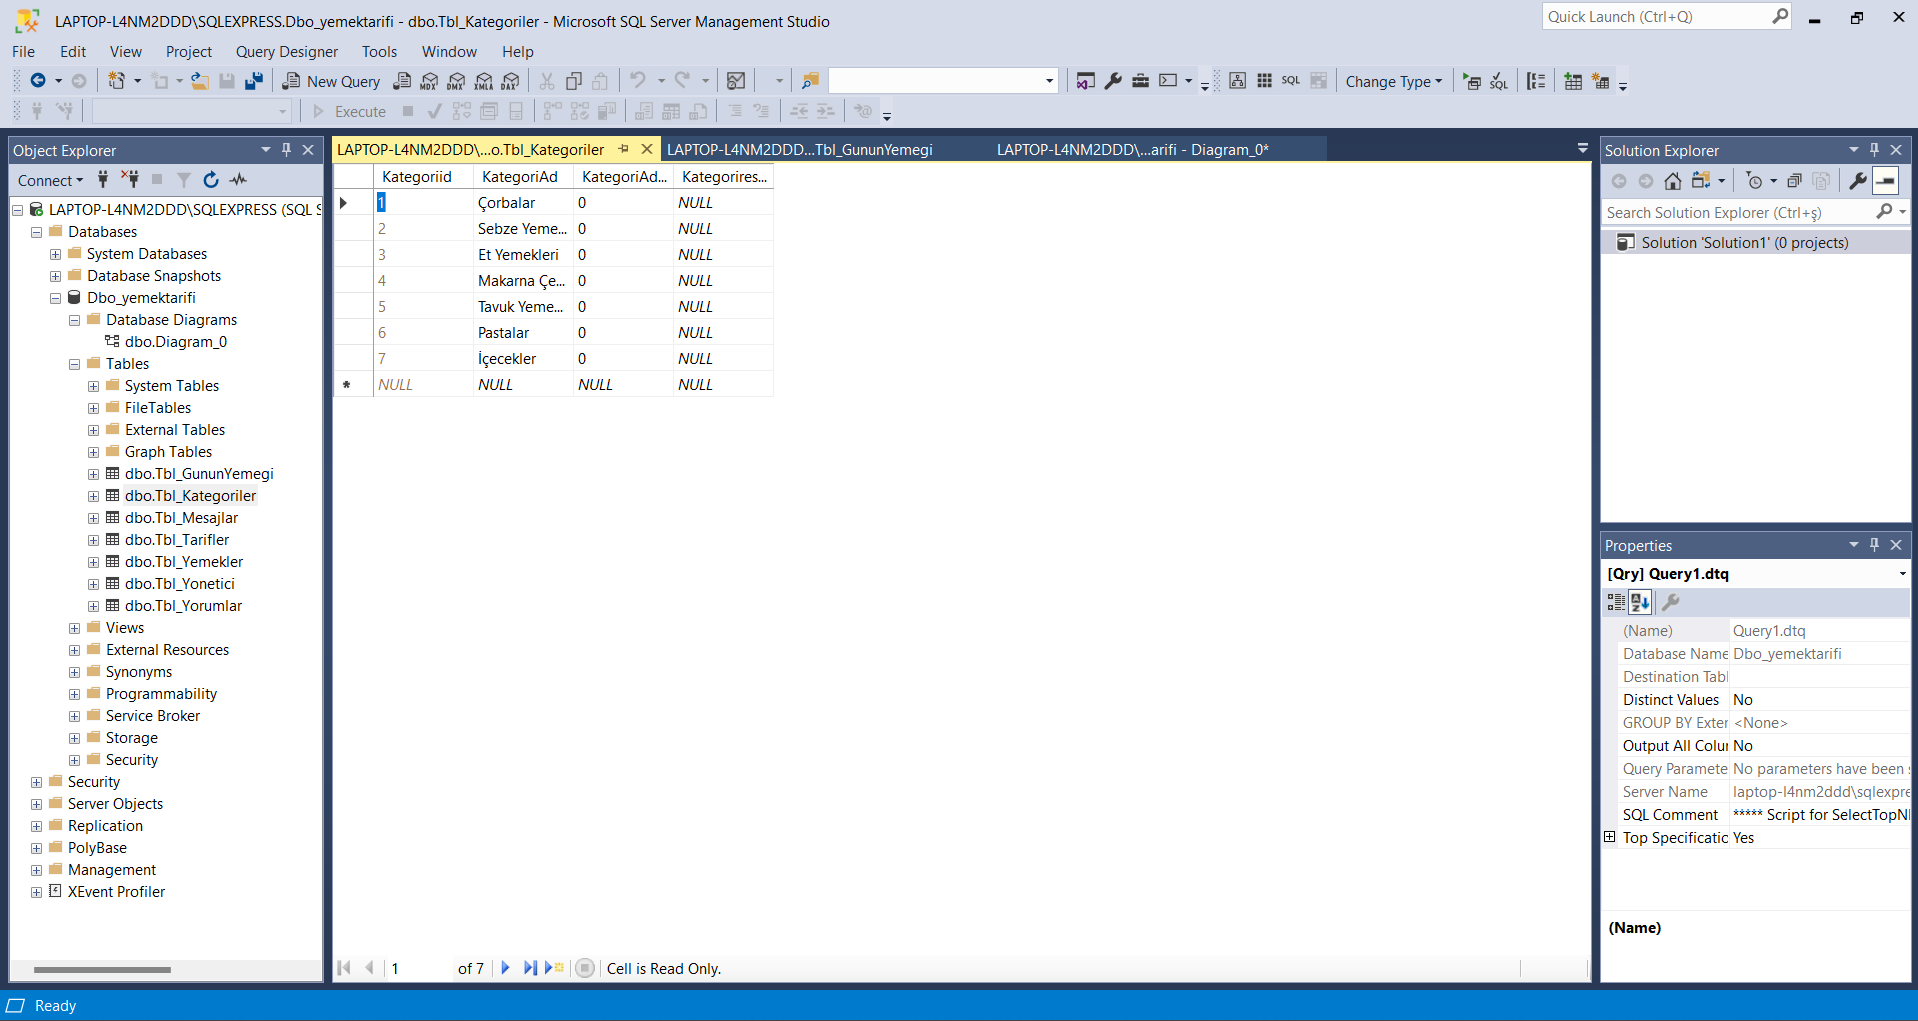 LAPTOP-L4NM2DDD\SQLEXPRESS.Dbo_yemektarifi - dbo.Tbl_Kategoriler - Microsoft SQL Server Management Studio
Quick Launch (Ctrl+Q)
File Edit View Project Query Designer Tools Window Help
New Query MDX DMX XMLA DAX SQL Change Type SQL
Execute
Object Explorer
Connect
LAPTOP-L4NM2DDD\SQLEXPRESS (SQL S
Databases
System Databases
Database Snapshots
Dbo_yemektarifi
Database Diagrams
dbo.Diagram_0
Tables
System Tables
FileTables
External Tables
Graph Tables
dbo.Tbl_GununYemegi
dbo.Tbl_Kategoriler
dbo.Tbl_Mesajlar
dbo.Tbl_Tarifler
dbo.Tbl_Yemekler
dbo.Tbl_Yonetici
dbo.Tbl_Yorumlar
Views
External Resources
Synonyms
Programmability
Service Broker
Storage
Security
Security
Server Objects
Replication
PolyBase
Management
XEvent Profiler
LAPTOP-L4NM2DDD\...o.Tbl_Kategoriler LAPTOP-L4NM2DDD...Tbl_GununYemegi LAPTOP-L4NM2DDD\...arifi - Diagram_0*
Kategoriid KategoriAd KategoriAd... Kategorires...
1 Çorbalar 0 NULL
2 Sebze Yeme... 0 NULL
3 Et Yemekleri 0 NULL
4 Makarna Çe... 0 NULL
5 Tavuk Yeme... 0 NULL
6 Pastalar 0 NULL
7 İçecekler 0 NULL
* NULL NULL NULL NULL
1 of 7 Cell is Read Only.
Solution Explorer
Search Solution Explorer (Ctrl+ş)
Solution 'Solution1' (0 projects)
Properties
[Qry] Query1.dtq
(Name) Query1.dtq
Database Name Dbo_yemektarifi
Destination Tabl
Distinct Values No
GROUP BY Exter <None>
Output All Colur No
Query Paramete No parameters have been s
Server Name laptop-l4nm2ddd\sqlexpre
SQL Comment ***** Script for SelectTopN
Top Specificatio Yes
(Name)
Ready